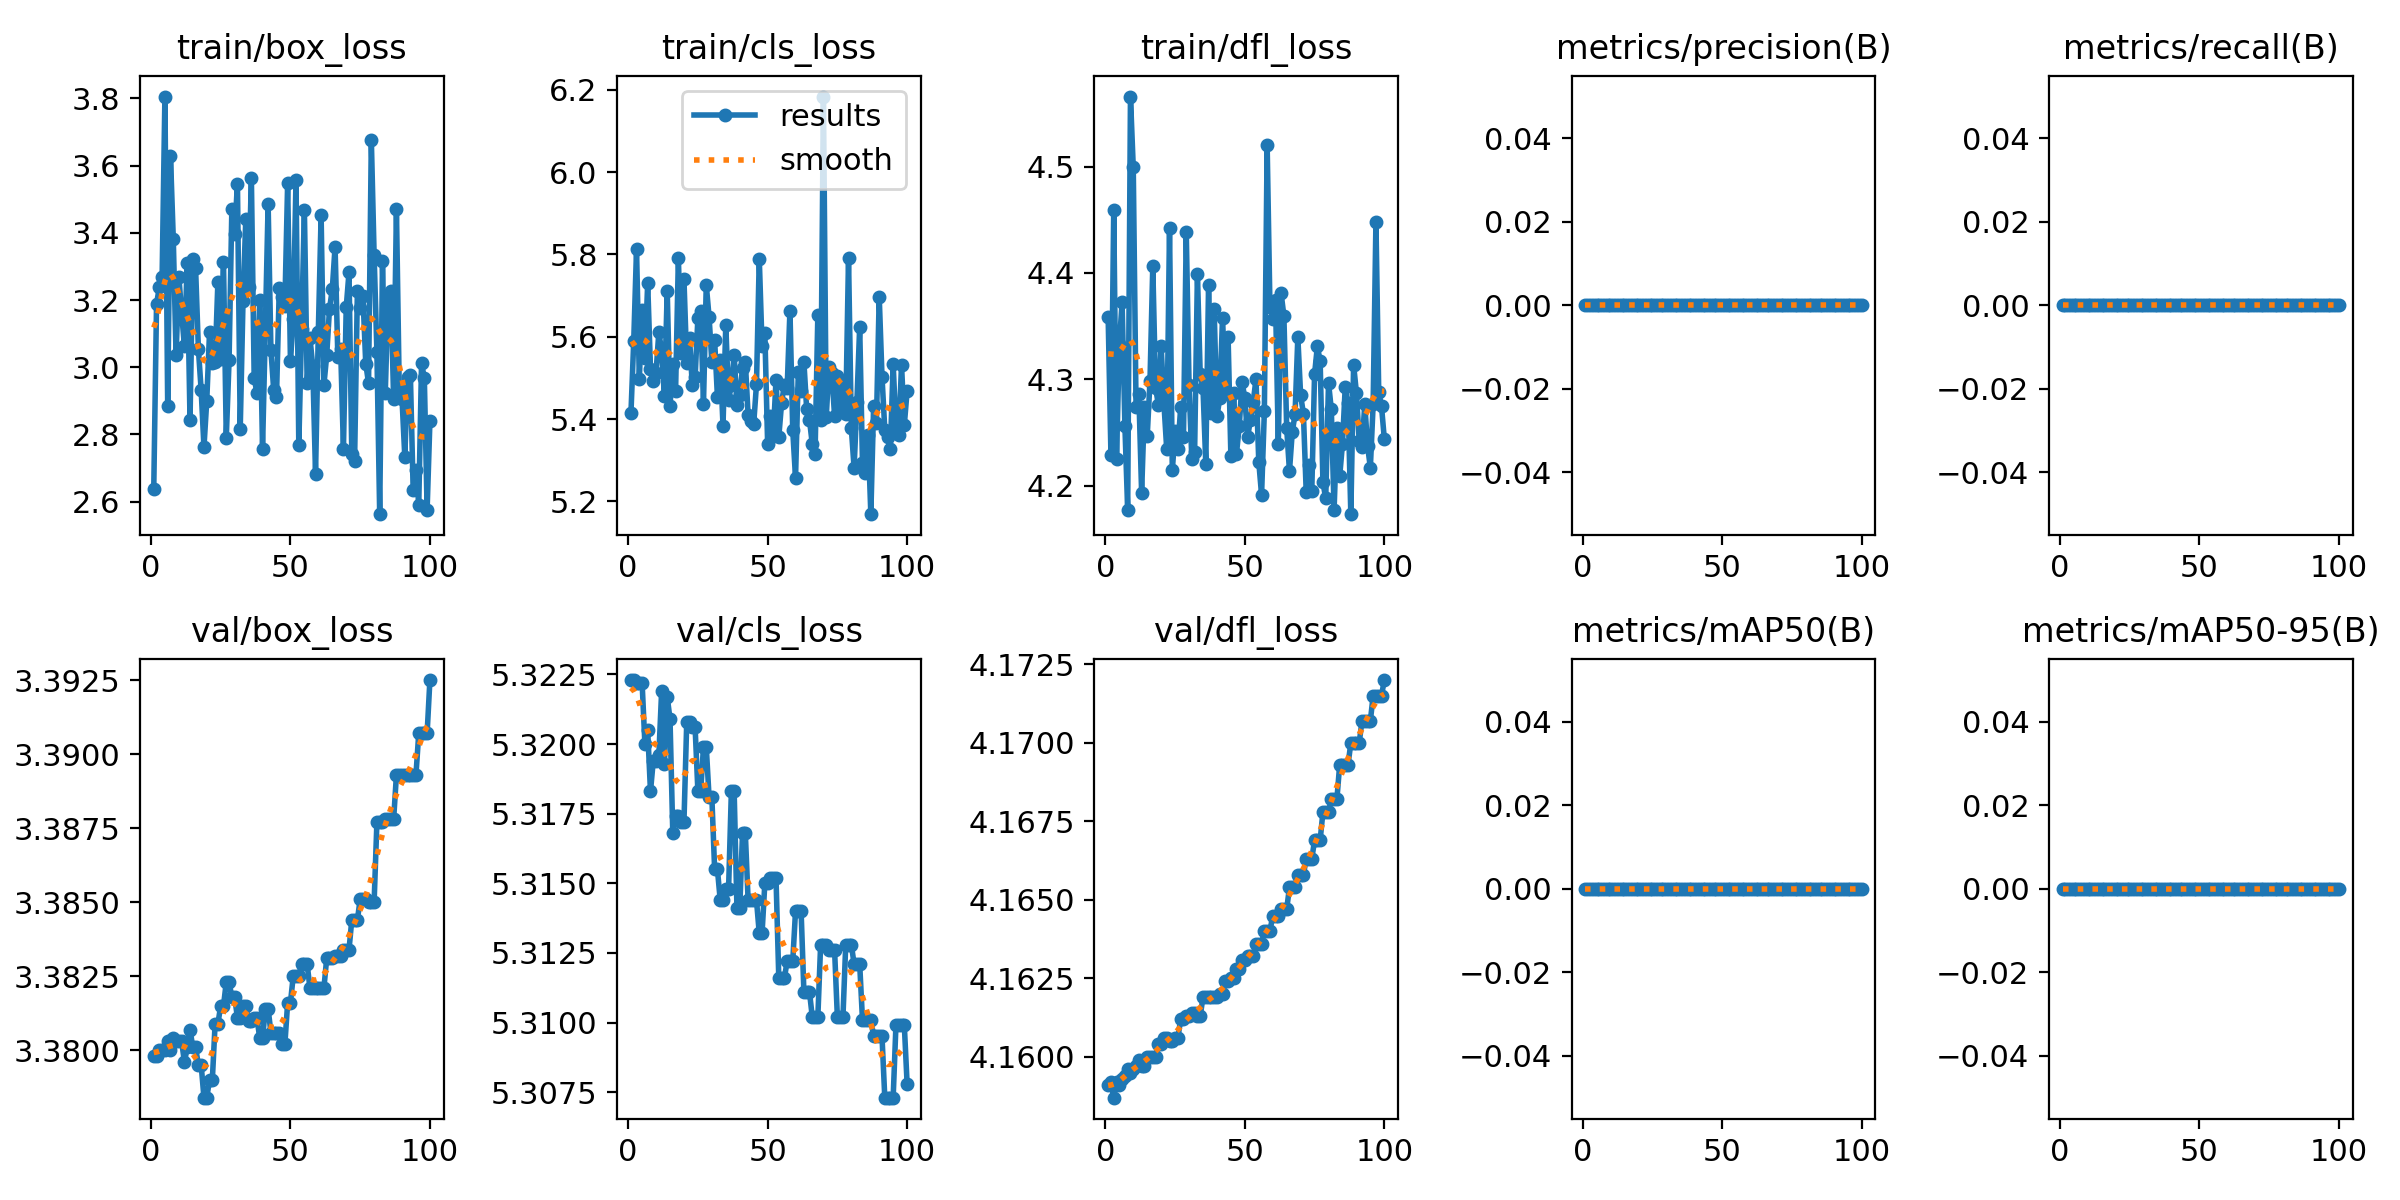 train/box_loss
train/cls_loss
train/dfl_loss
metrics/precision(B)
metrics/recall(B)
3.8
3.6
3.4
3.2
3.0
2.8
2.6
0 50 100
6.2
6.0
5.8
5.6
5.4
5.2
results
smooth
0 50 100
4.5
4.4
4.3
4.2
0 50 100
0.04
0.02
0.00
−0.02
−0.04
0 50 100
0.04
0.02
0.00
−0.02
−0.04
0 50 100
val/box_loss
val/cls_loss
val/dfl_loss
metrics/mAP50(B)
metrics/mAP50-95(B)
3.3925
3.3900
3.3875
3.3850
3.3825
3.3800
0 50 100
5.3225
5.3200
5.3175
5.3150
5.3125
5.3100
5.3075
0 50 100
4.1725
4.1700
4.1675
4.1650
4.1625
4.1600
0 50 100
0.04
0.02
0.00
−0.02
−0.04
0 50 100
0.04
0.02
0.00
−0.02
−0.04
0 50 100